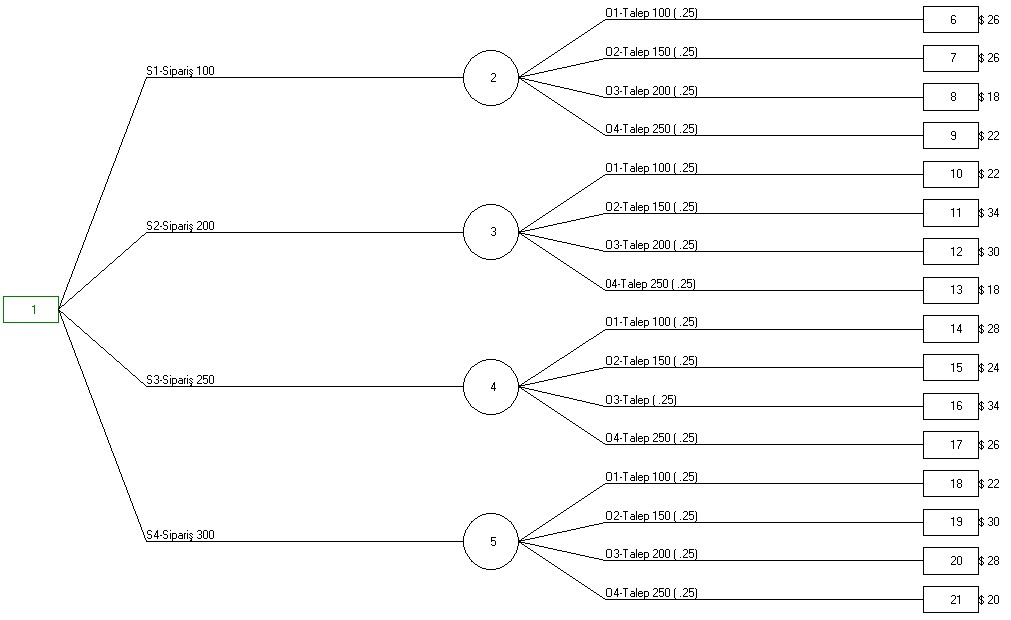 O1-Talep 100 ( .25) 6 $ 26
O2-Talep 150 (.25) 7 $ 26
S1-Sipariş 100 2
O3-Talep 200 (.25) 8 $ 18
O4-Talep 250 (.25) 9 $ 22
O1-Talep 100 (.25) 10 $ 22
O2-Talep 150 (.25) 11 $ 34
S2-Sipariş 200 3
O3-Talep 200 (.25) 12 $ 30
04-Talep 250 (.25) 13 $ 18
1
O1-Talep 100 (.25) 14 $ 28
O2-Talep 150 (.25) 15 $ 24
S3-Sipariş 250 4
O3-Talep ( .25) 16 $ 34
O4-Talep 250 (.25) 17 $ 26
O1-Talep 100 (.25) 18 $ 22
O2-Talep 150 (.25) 19 $ 30
S4-Sipariş 300 5
O3-Talep 200 (.25) 20 $ 28
O4-Talep 250 (.25) 21 $ 20